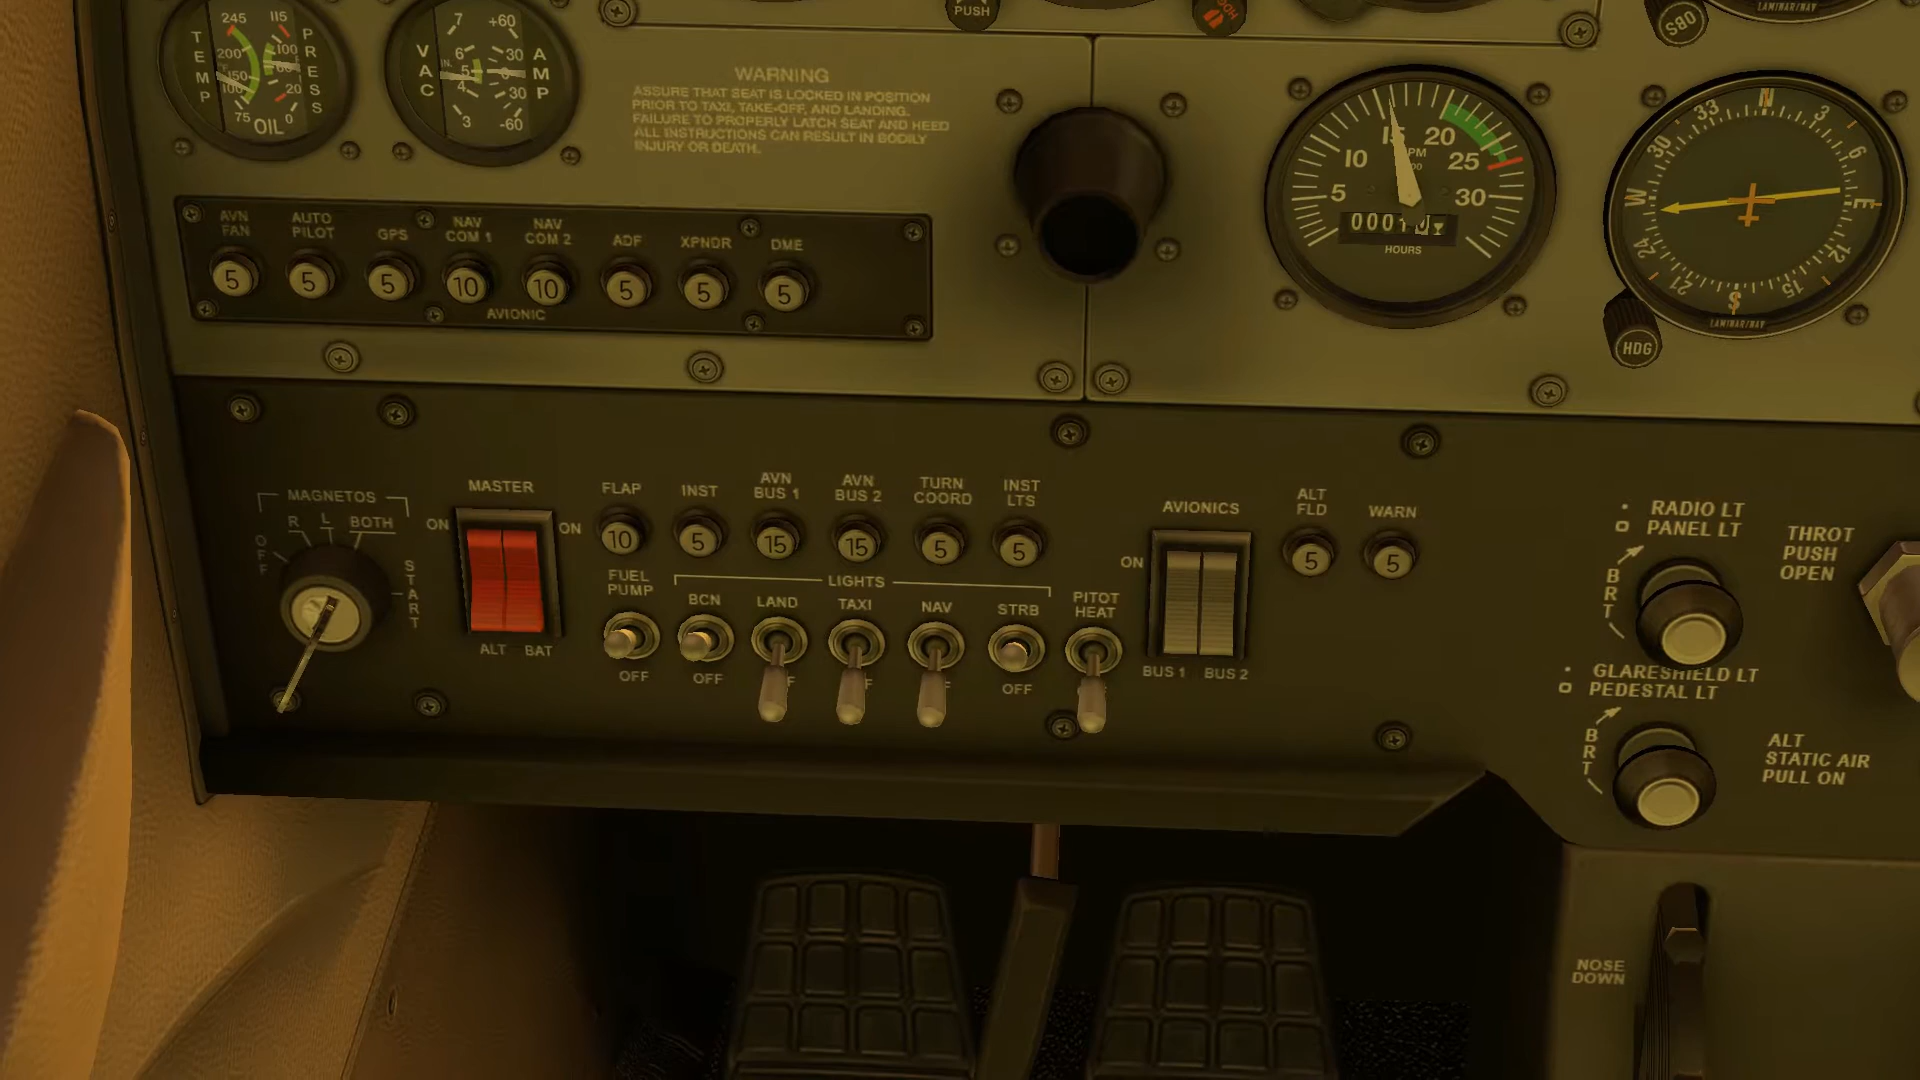 245
115
TEMP
200
150
100
75
OIL
PRESS
100
60
20
0
VAC
7
6
5
4
3
IN.
+60
30
0
30
-60
AMP
PUSH
OBS
LAMINAR/NAV
WARNING
ASSURE THAT SEAT IS LOCKED IN POSITION
PRIOR TO TAXI, TAKE-OFF, AND LANDING.
FAILURE TO PROPERLY LATCH SEAT AND HEED
ALL INSTRUCTIONS CAN RESULT IN BODILY
INJURY OR DEATH.
5
10
15
20
25
30
HOURS
N
3
6
E
12
15
S
21
24
W
30
33
LAMINAR/NAV
HDG
AVN
FAN
AUTO
PILOT
GPS
NAV
COM 1
NAV
COM 2
ADF
XPNDR
DME
5
5
5
10
10
5
5
5
AVIONIC
MAGNETOS
OFF
R
L
BOTH
START
MASTER
ON
ON
ALT
BAT
FLAP
INST
AVN
BUS 1
AVN
BUS 2
TURN
COORD
INST
LTS
10
5
15
15
5
5
FUEL
PUMP
LIGHTS
BCN
LAND
TAXI
NAV
STRB
PITOT
HEAT
OFF
OFF
OFF
AVIONICS
ON
BUS 1
BUS 2
ALT
FLD
WARN
5
5
RADIO LT
PANEL LT
BRT
THROT
PUSH
OPEN
GLARESHIELD LT
PEDESTAL LT
BRT
ALT
STATIC AIR
PULL ON
NOSE
DOWN